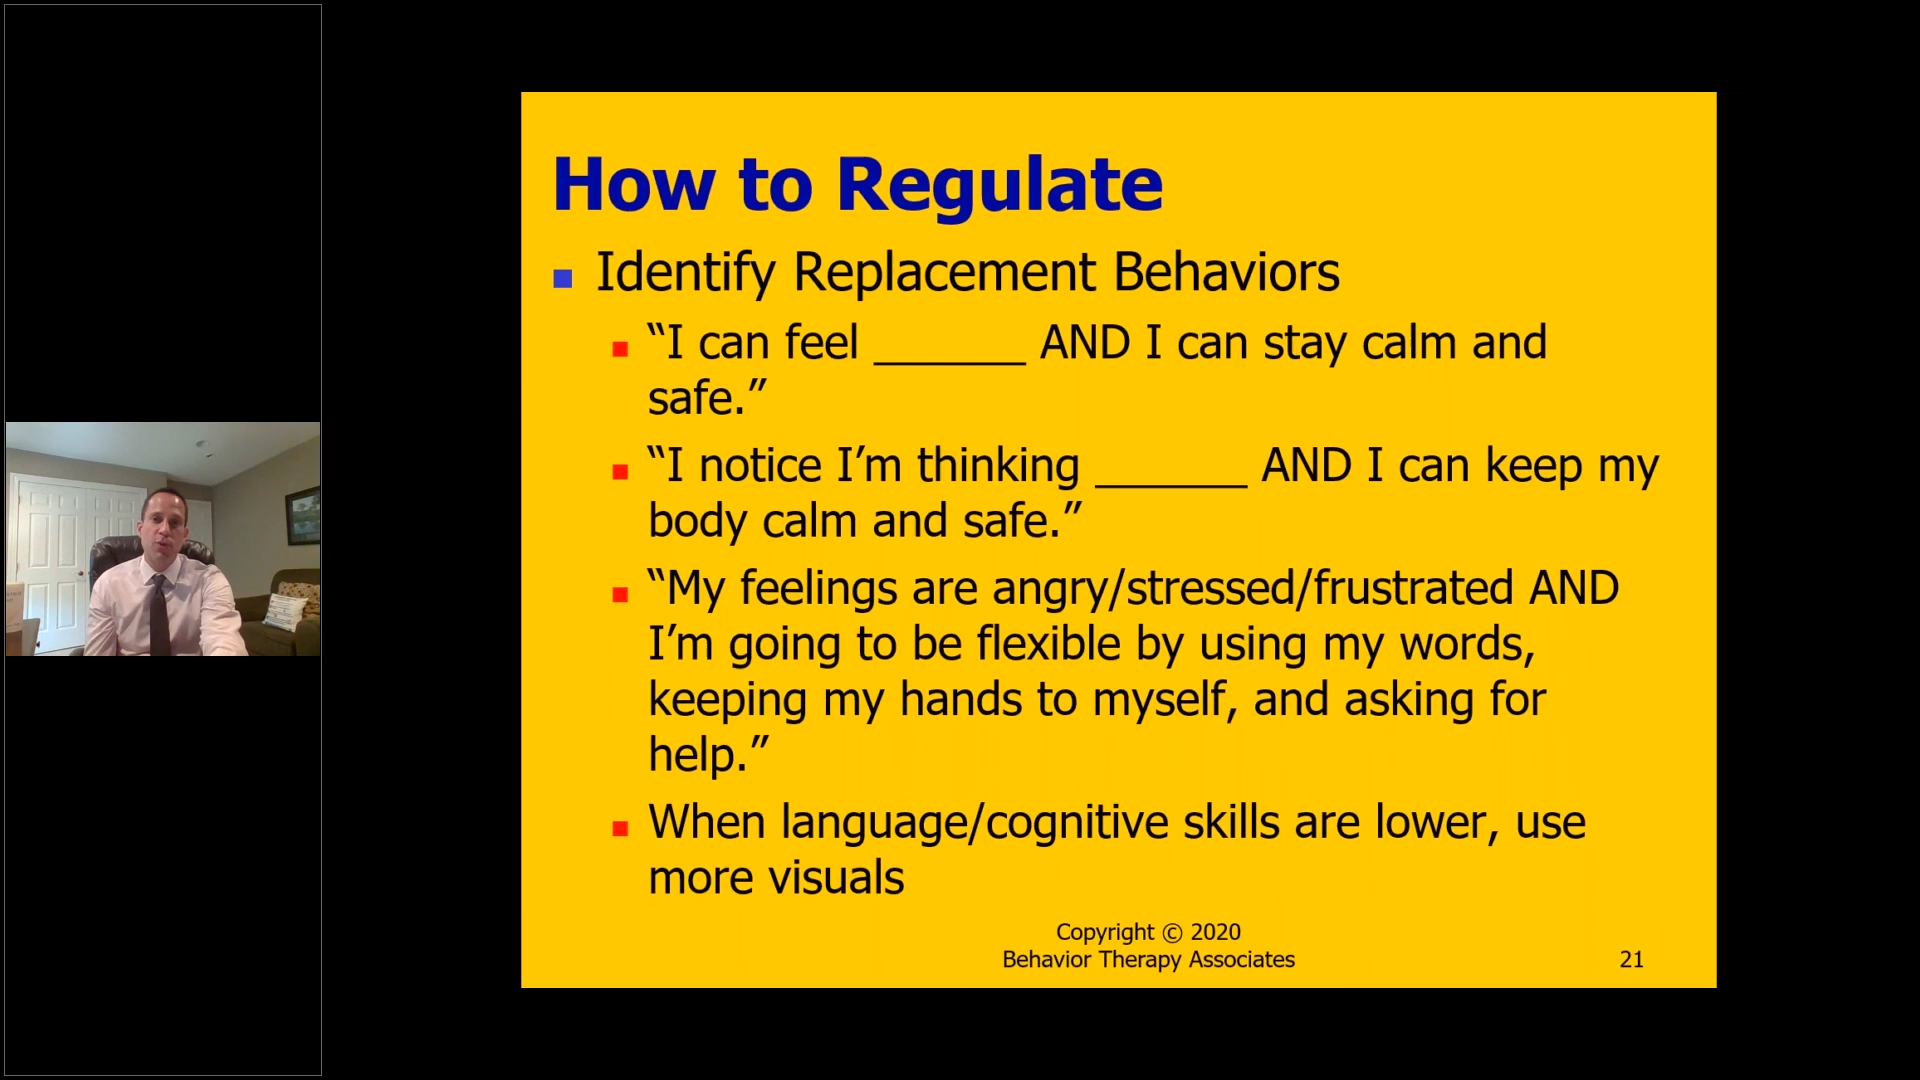 How to Regulate
Identify Replacement Behaviors
“I can feel ______ AND I can stay calm and
safe.”
“I notice I’m thinking ______ AND I can keep my
body calm and safe.”
“My feelings are angry/stressed/frustrated AND
I’m going to be flexible by using my words,
keeping my hands to myself, and asking for
help.”
When language/cognitive skills are lower, use
more visuals
Copyright © 2020
Behavior Therapy Associates
21